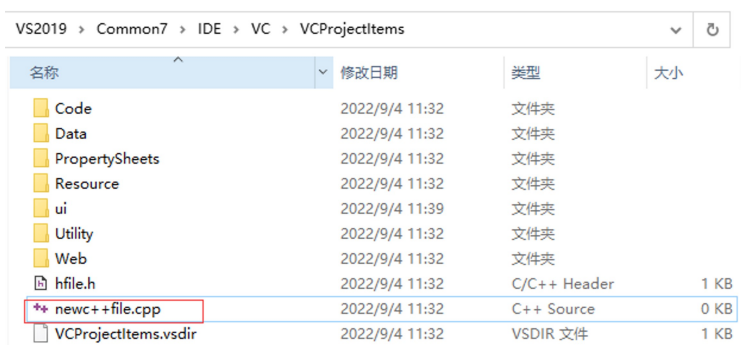 VS2019 > Common7 > IDE > VC > VCProjectItems
名称 修改日期 类型 大小
Code 2022/9/4 11:32 文件夹
Data 2022/9/4 11:32 文件夹
PropertySheets 2022/9/4 11:32 文件夹
Resource 2022/9/4 11:32 文件夹
ui 2022/9/4 11:39 文件夹
Utility 2022/9/4 11:32 文件夹
Web 2022/9/4 11:32 文件夹
hfile.h 2022/9/4 11:32 C/C++ Header 1 KB
newc++file.cpp 2022/9/4 11:32 C++ Source 0 KB
VCProjectItems.vsdir 2022/9/4 11:32 VSDIR 文件 1 KB